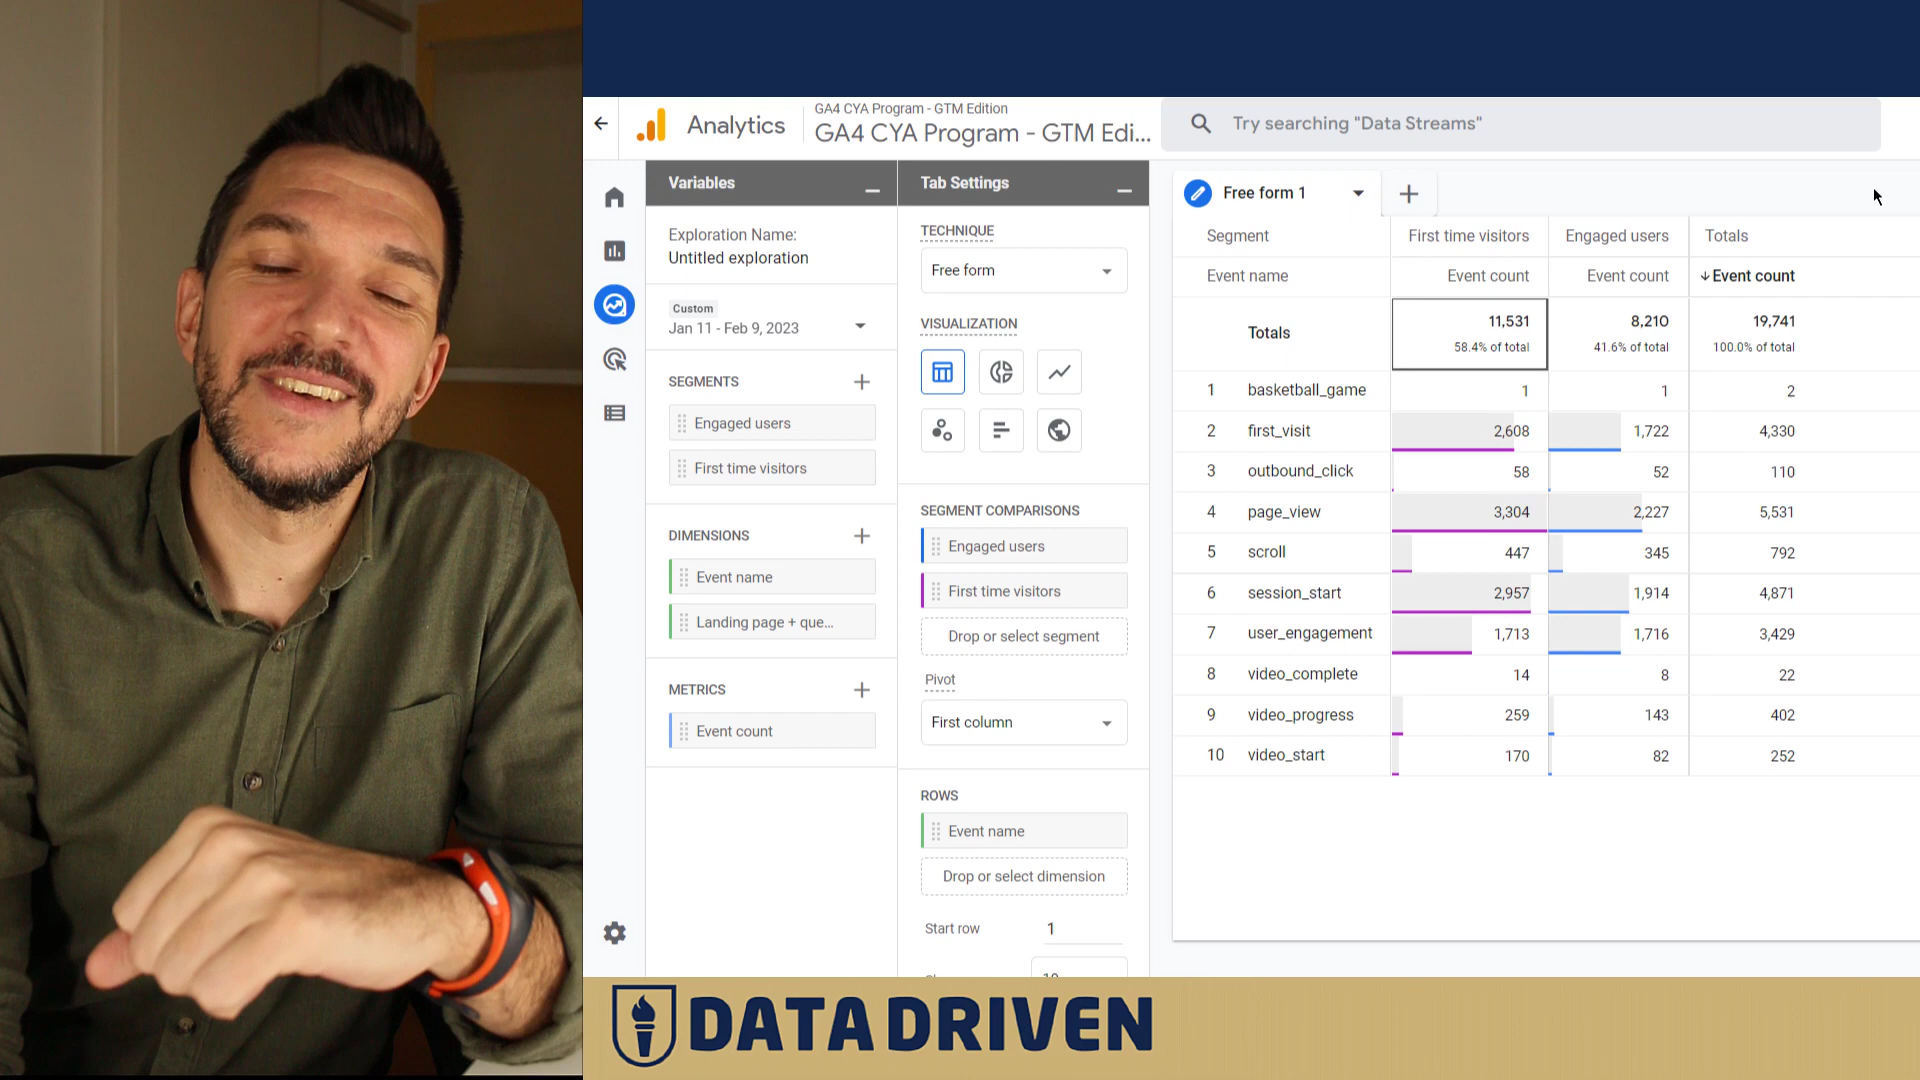 GA4 CYA Program - GTM Edition
Analytics
GA4 CYA Program - GTM Edi...
Try searching "Data Streams"
Variables
Exploration Name:
Untitled exploration
Custom
Jan 11 - Feb 9, 2023
SEGMENTS
Engaged users
First time visitors
DIMENSIONS
Event name
Landing page + que...
METRICS
Event count
Tab Settings
TECHNIQUE
Free form
VISUALIZATION
SEGMENT COMPARISONS
Engaged users
First time visitors
Drop or select segment
Pivot
First column
ROWS
Event name
Drop or select dimension
Start row 1
Free form 1
Segment First time visitors Engaged users Totals
Event name Event count Event count ↓ Event count
Totals 11,531 8,210 19,741
58.4% of total 41.6% of total 100.0% of total
1 basketball_game 1 1 2
2 first_visit 2,608 1,722 4,330
3 outbound_click 58 52 110
4 page_view 3,304 2,227 5,531
5 scroll 447 345 792
6 session_start 2,957 1,914 4,871
7 user_engagement 1,713 1,716 3,429
8 video_complete 14 8 22
9 video_progress 259 143 402
10 video_start 170 82 252
DATA DRIVEN